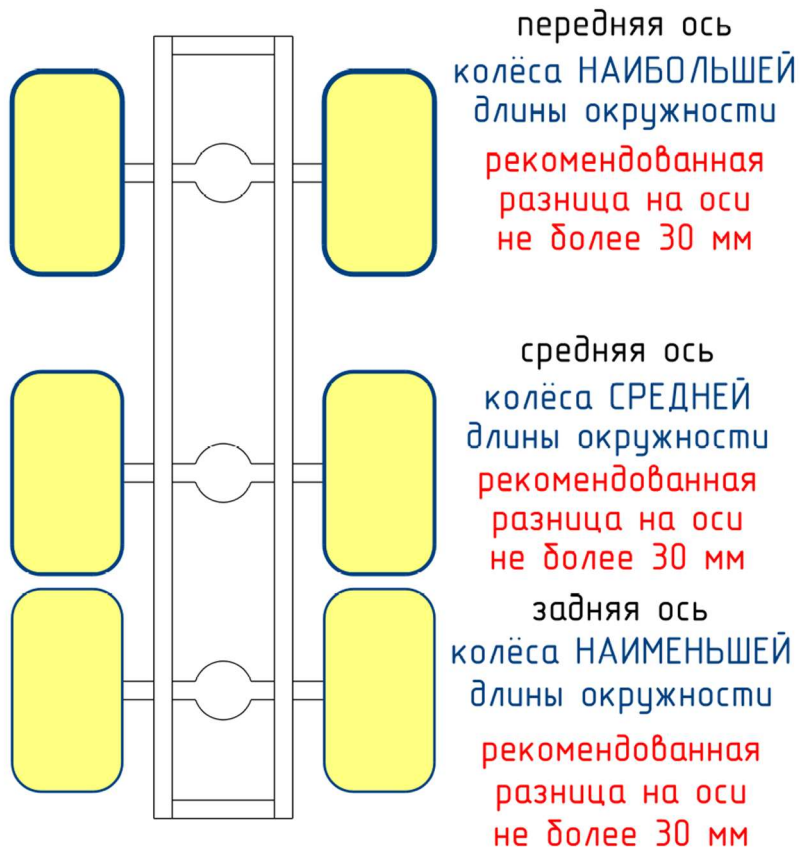 передняя ось
колёса НАИБОЛЬШЕЙ
длины окружности
рекомендованная
разница на оси
не более 30 мм
средняя ось
колёса СРЕДНЕЙ
длины окружности
рекомендованная
разница на оси
не более 30 мм
задняя ось
колёса НАИМЕНЬШЕЙ
длины окружности
рекомендованная
разница на оси
не более 30 мм